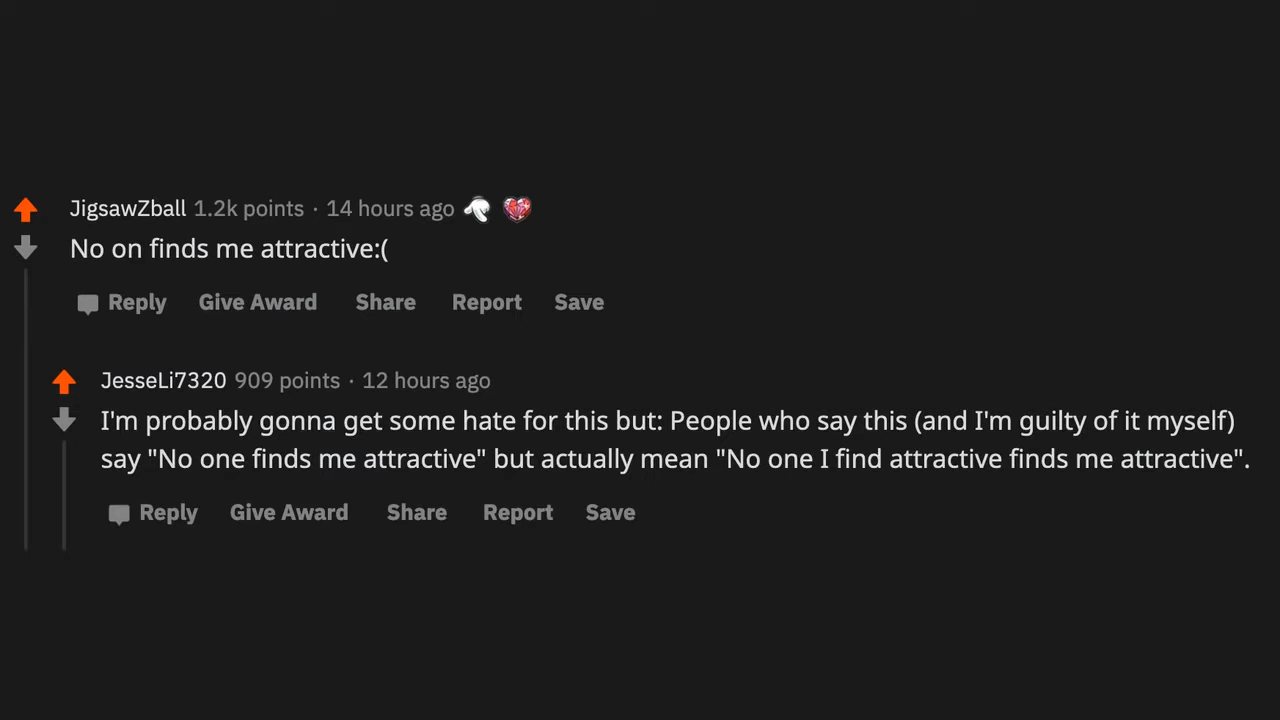 JigsawZball 1.2k points · 14 hours ago
No on finds me attractive:(
Reply Give Award Share Report Save
JesseLi7320 909 points · 12 hours ago
I'm probably gonna get some hate for this but: People who say this (and I'm guilty of it myself)
say "No one finds me attractive" but actually mean "No one I find attractive finds me attractive".
Reply Give Award Share Report Save